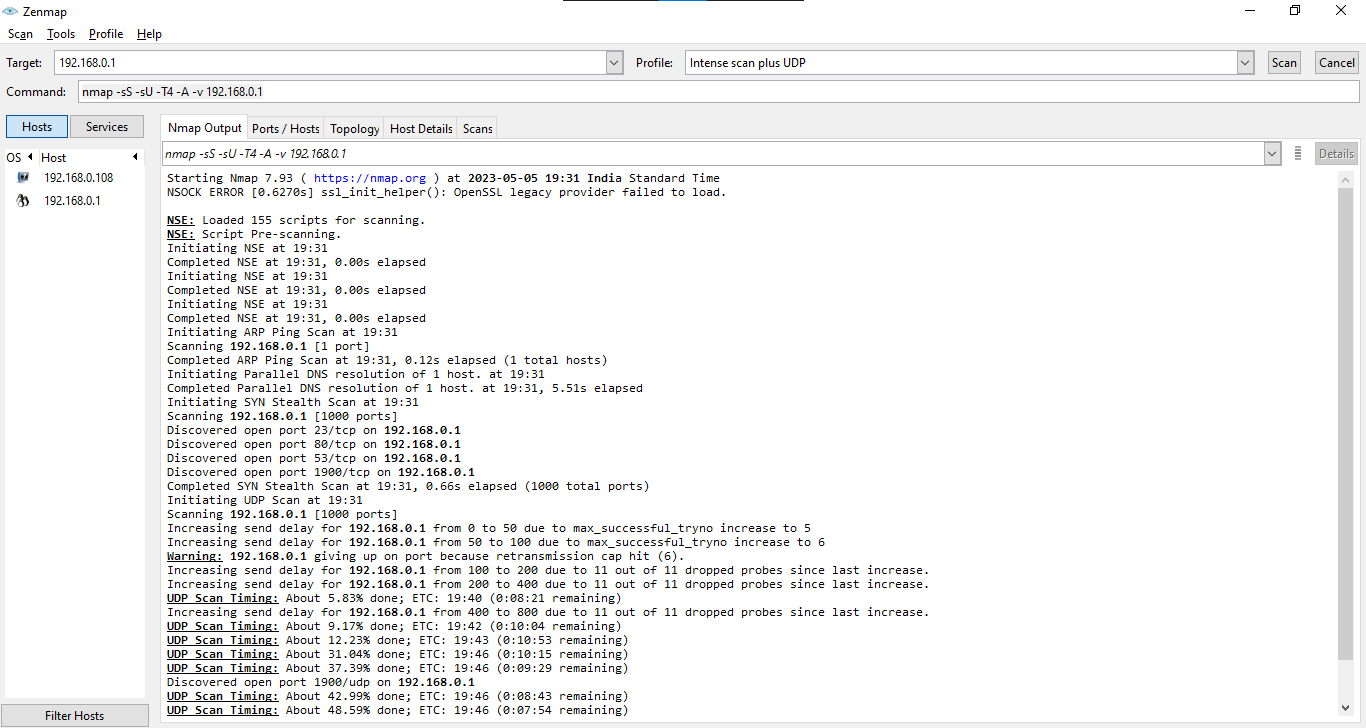 Zenmap
Scan Tools Profile Help
Target: 192.168.0.1 Profile: Intense scan plus UDP Scan Cancel
Command: nmap -sS -sU -T4 -A -v 192.168.0.1
Hosts Services Nmap Output Ports / Hosts Topology Host Details Scans
OS Host nmap -sS -sU -T4 -A -v 192.168.0.1 Details
192.168.0.108
192.168.0.1
Starting Nmap 7.93 ( https://nmap.org ) at 2023-05-05 19:31 India Standard Time
NSOCK ERROR [0.6270s] ssl_init_helper(): OpenSSL legacy provider failed to load.
NSE: Loaded 155 scripts for scanning.
NSE: Script Pre-scanning.
Initiating NSE at 19:31
Completed NSE at 19:31, 0.00s elapsed
Initiating NSE at 19:31
Completed NSE at 19:31, 0.00s elapsed
Initiating NSE at 19:31
Completed NSE at 19:31, 0.00s elapsed
Initiating ARP Ping Scan at 19:31
Scanning 192.168.0.1 [1 port]
Completed ARP Ping Scan at 19:31, 0.12s elapsed (1 total hosts)
Initiating Parallel DNS resolution of 1 host. at 19:31
Completed Parallel DNS resolution of 1 host. at 19:31, 5.51s elapsed
Initiating SYN Stealth Scan at 19:31
Scanning 192.168.0.1 [1000 ports]
Discovered open port 23/tcp on 192.168.0.1
Discovered open port 80/tcp on 192.168.0.1
Discovered open port 53/tcp on 192.168.0.1
Discovered open port 1900/tcp on 192.168.0.1
Completed SYN Stealth Scan at 19:31, 0.66s elapsed (1000 total ports)
Initiating UDP Scan at 19:31
Scanning 192.168.0.1 [1000 ports]
Increasing send delay for 192.168.0.1 from 0 to 50 due to max_successful_tryno increase to 5
Increasing send delay for 192.168.0.1 from 50 to 100 due to max_successful_tryno increase to 6
Warning: 192.168.0.1 giving up on port because retransmission cap hit (6).
Increasing send delay for 192.168.0.1 from 100 to 200 due to 11 out of 11 dropped probes since last increase.
Increasing send delay for 192.168.0.1 from 200 to 400 due to 11 out of 11 dropped probes since last increase.
UDP Scan Timing: About 5.83% done; ETC: 19:40 (0:08:21 remaining)
Increasing send delay for 192.168.0.1 from 400 to 800 due to 11 out of 11 dropped probes since last increase.
UDP Scan Timing: About 9.17% done; ETC: 19:42 (0:10:04 remaining)
UDP Scan Timing: About 12.23% done; ETC: 19:43 (0:10:53 remaining)
UDP Scan Timing: About 31.04% done; ETC: 19:46 (0:10:15 remaining)
UDP Scan Timing: About 37.39% done; ETC: 19:46 (0:09:29 remaining)
Discovered open port 1900/udp on 192.168.0.1
UDP Scan Timing: About 42.99% done; ETC: 19:46 (0:08:43 remaining)
UDP Scan Timing: About 48.59% done; ETC: 19:46 (0:07:54 remaining)
Filter Hosts